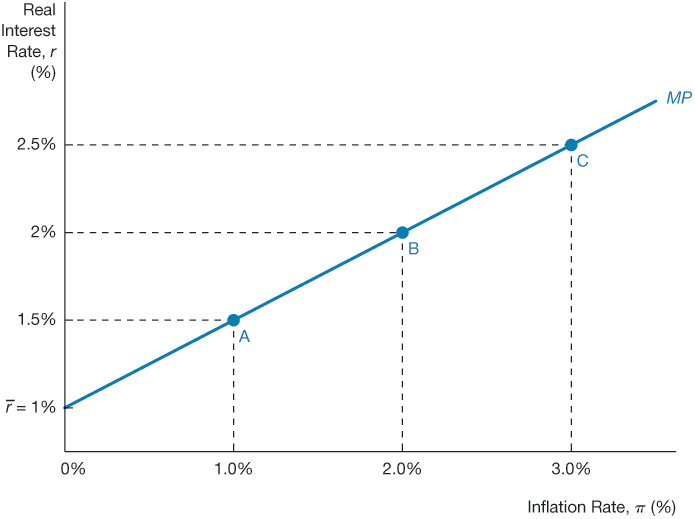 Real
Interest
Rate, r
(%)
MP
2.5%
C
2%
B
1.5%
A
r̄ = 1%
0%
1.0%
2.0%
3.0%
Inflation Rate, π (%)